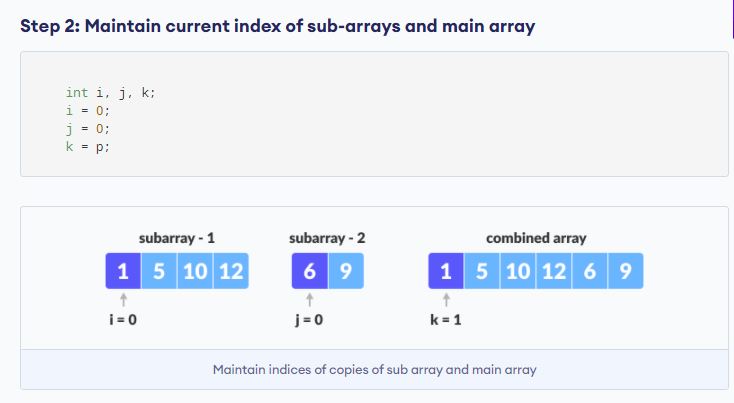 Step 2: Maintain current index of sub-arrays and main array
int i, j, k;
i = 0;
j = 0;
k = p;
subarray - 1 subarray - 2 combined array
1 5 10 12 6 9 1 5 10 12 6 9
i = 0 j = 0 k = 1
Maintain indices of copies of sub array and main array